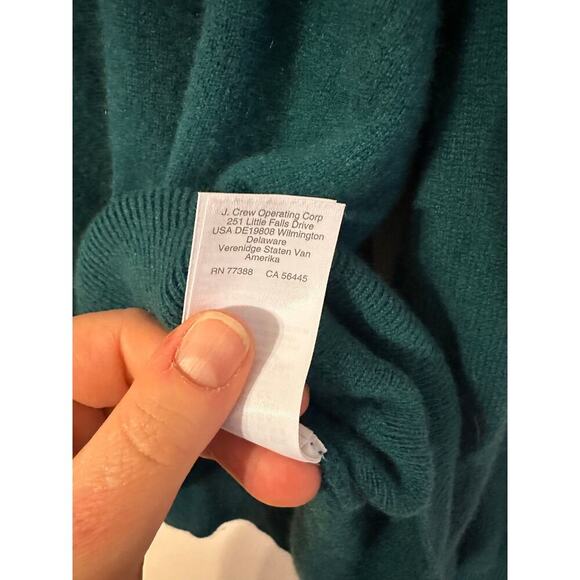 J. Crew Operating Corp
251 Little Falls Drive
USA DE19808 Wilmington
Delaware
Verenidge Staten Van
Amerika
RN 77388 CA 56445